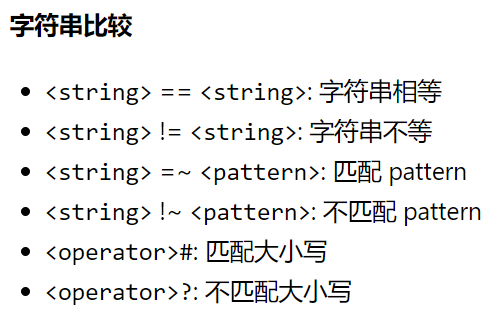 字符串比较
<string> == <string>: 字符串相等
<string> != <string>: 字符串不等
<string> =~ <pattern>: 匹配 pattern
<string> !~ <pattern>: 不匹配 pattern
<operator>#: 匹配大小写
<operator>?: 不匹配大小写